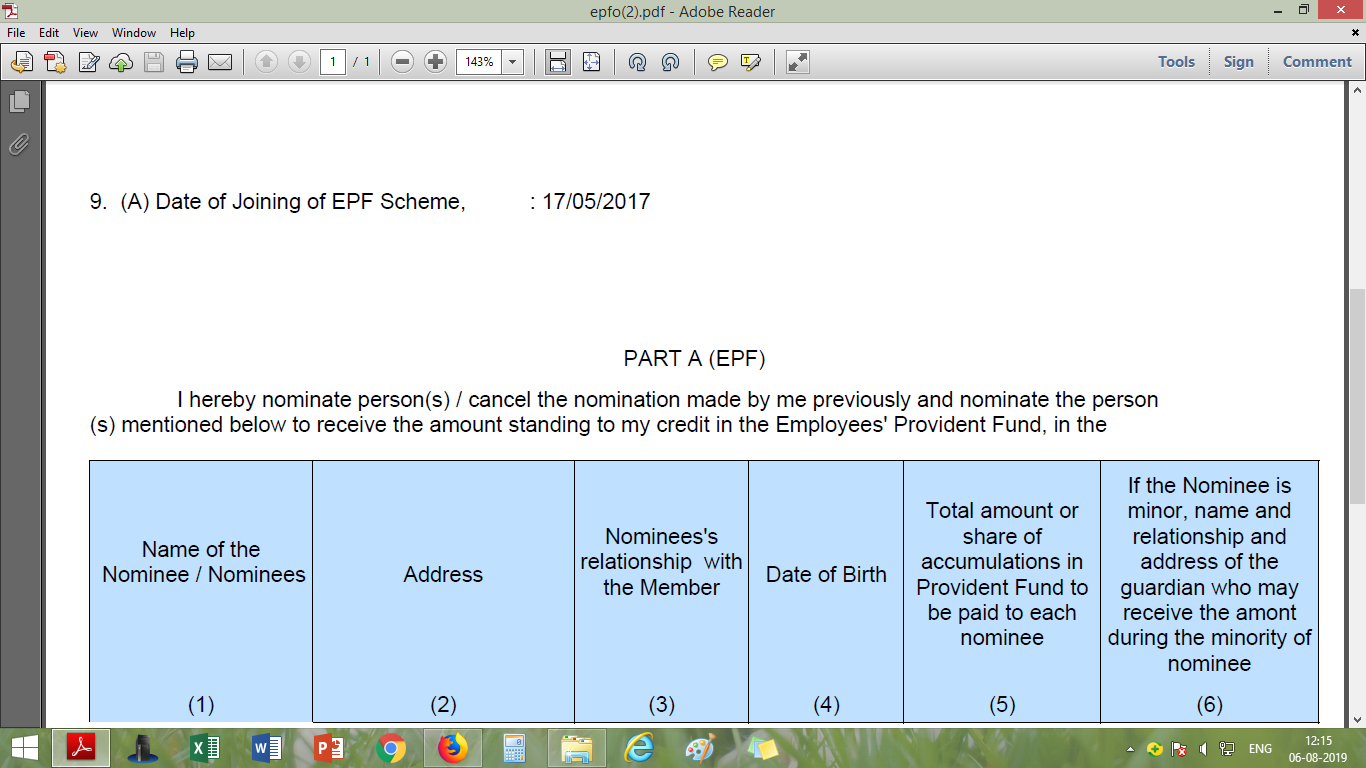 epfo(2).pdf - Adobe Reader
File Edit View Window Help
1 / 1 143% Tools Sign Comment
9. (A) Date of Joining of EPF Scheme, : 17/05/2017
PART A (EPF)
I hereby nominate person(s) / cancel the nomination made by me previously and nominate the person
(s) mentioned below to receive the amount standing to my credit in the Employees' Provident Fund, in the
Name of the
Nominee / Nominees
(1)
Address
(2)
Nominees's
relationship with
the Member
(3)
Date of Birth
(4)
Total amount or
share of
accumulations in
Provident Fund to
be paid to each
nominee
(5)
If the Nominee is
minor, name and
relationship and
address of the
guardian who may
receive the amont
during the minority of
nominee
(6)
ENG
12:15
06-08-2019